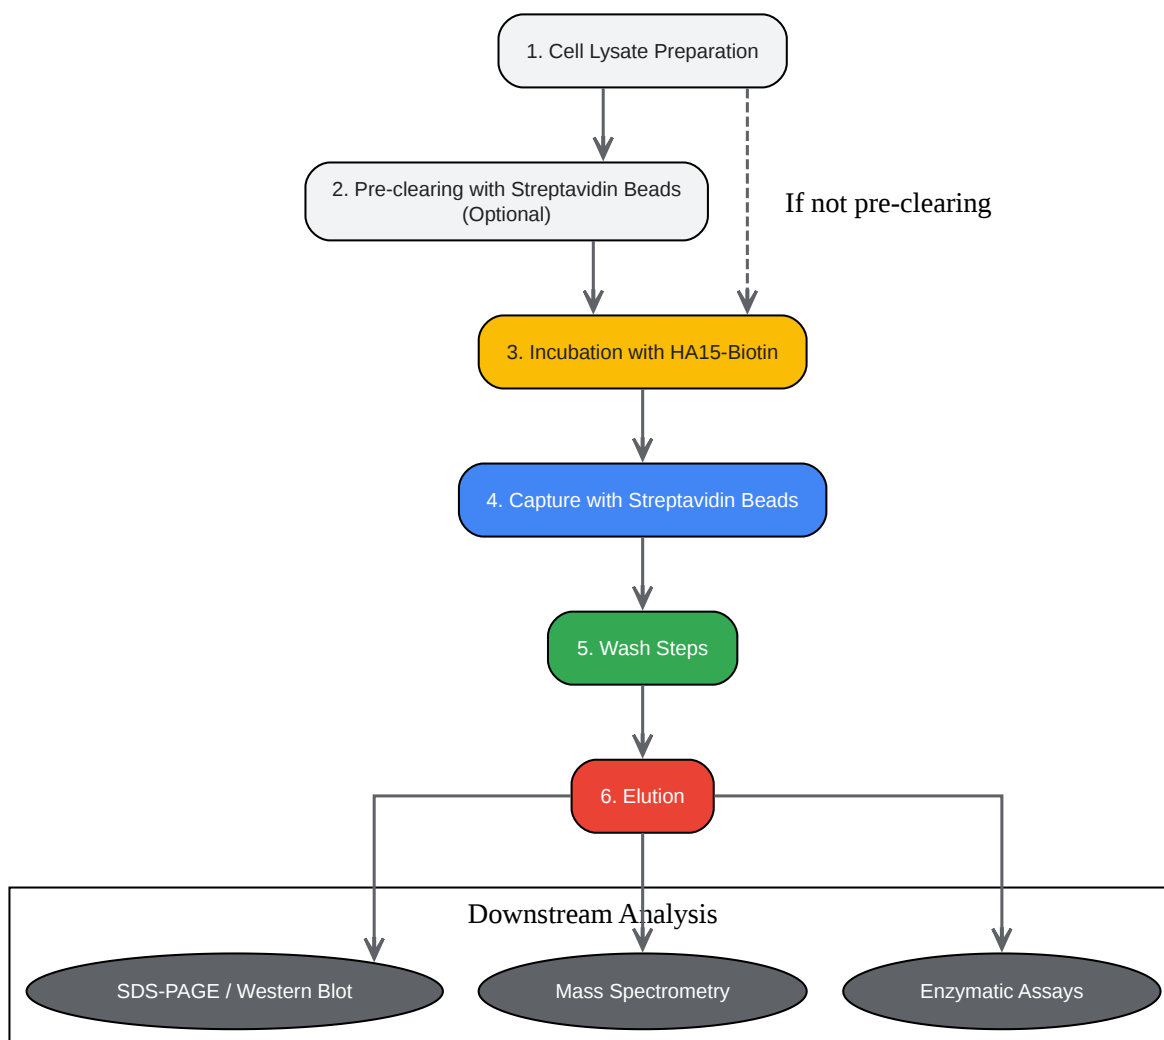 1. Cell Lysate Preparation
2. Pre-clearing with Streptavidin Beads
(Optional)
If not pre-clearing
3. Incubation with HA15-Biotin
4. Capture with Streptavidin Beads
5. Wash Steps
6. Elution
Downstream Analysis
SDS-PAGE / Western Blot
Mass Spectrometry
Enzymatic Assays